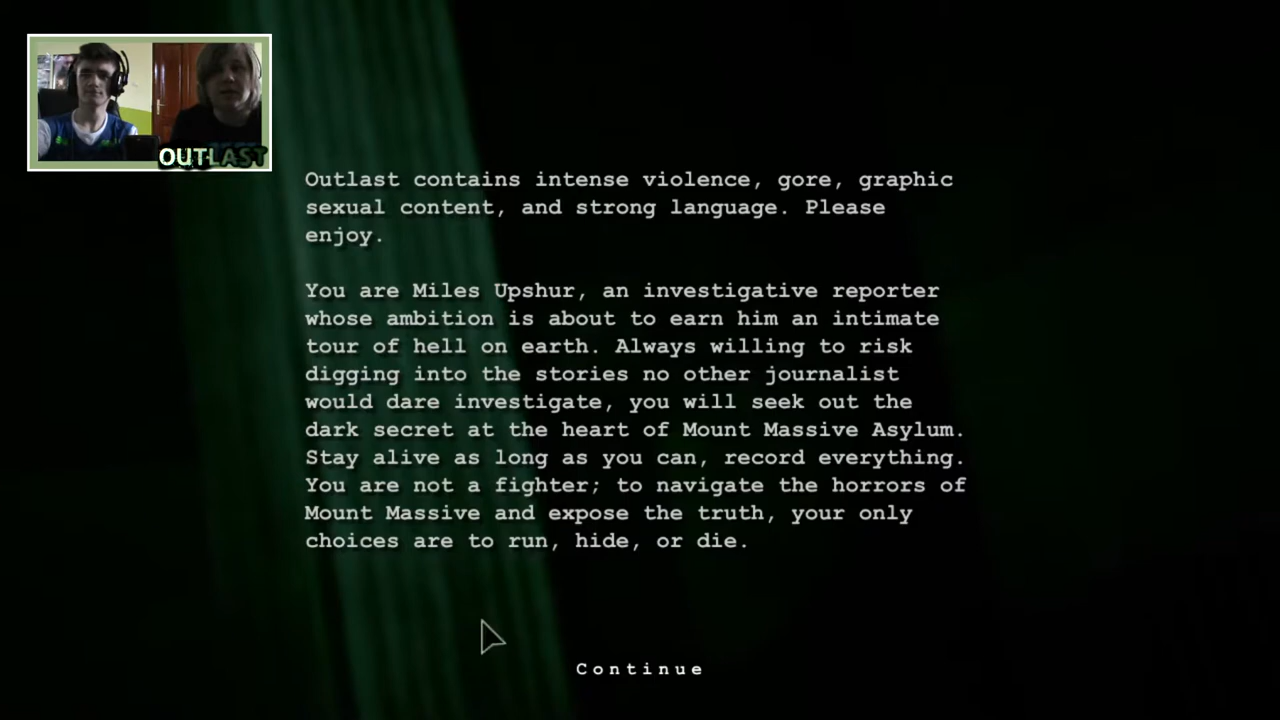 OUTLAST
Outlast contains intense violence, gore, graphic
sexual content, and strong language. Please
enjoy.
You are Miles Upshur, an investigative reporter
whose ambition is about to earn him an intimate
tour of hell on earth. Always willing to risk
digging into the stories no other journalist
would dare investigate, you will seek out the
dark secret at the heart of Mount Massive Asylum.
Stay alive as long as you can, record everything.
You are not a fighter; to navigate the horrors of
Mount Massive and expose the truth, your only
choices are to run, hide, or die.
Continue